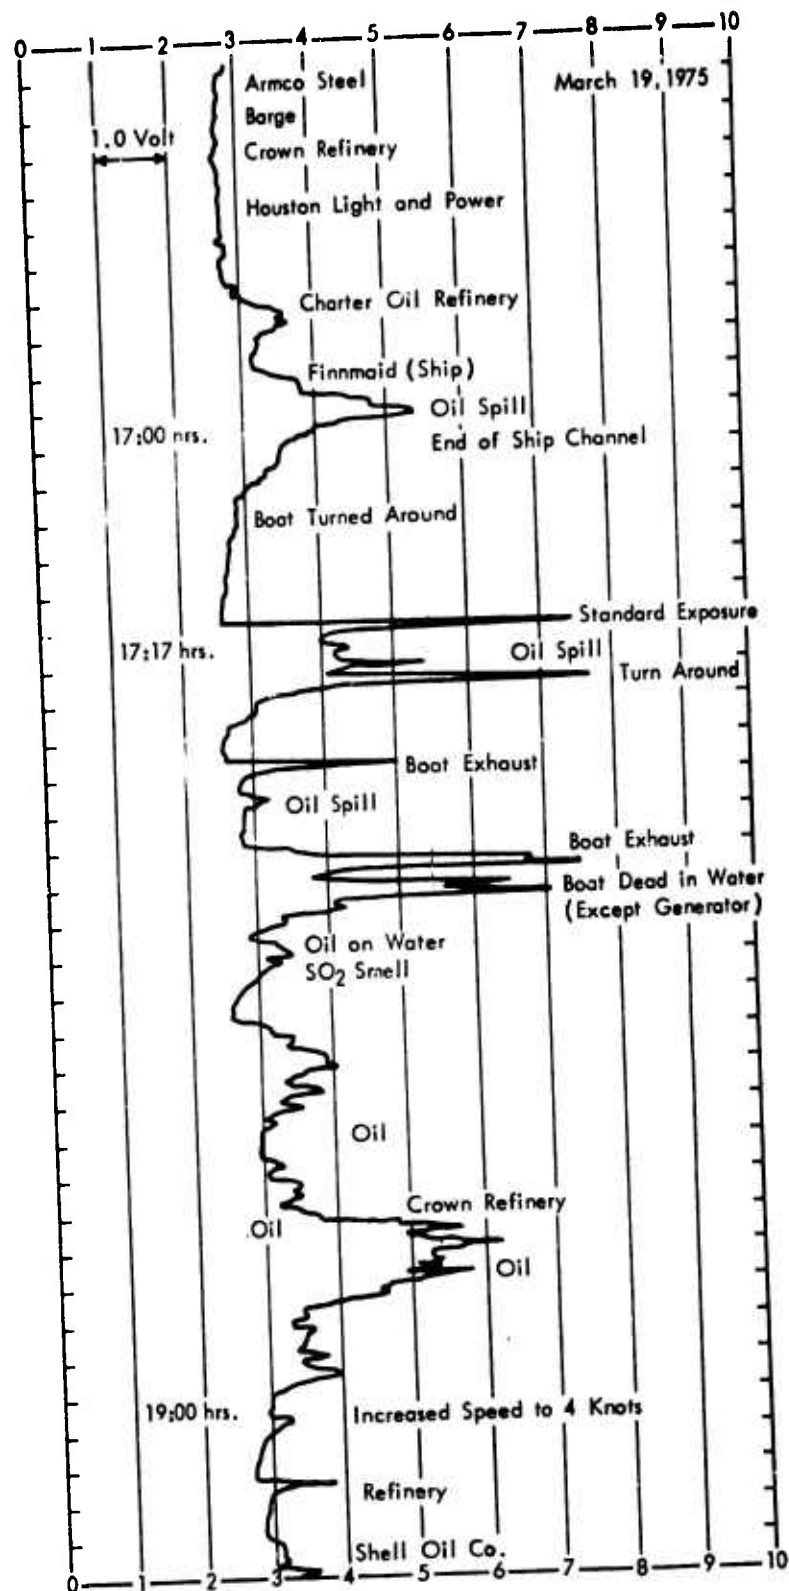 0 1 2 3 4 5 6 7 8 9 10
Armco Steel
March 19, 1975
Barge
1.0 Volt
Crown Refinery
Houston Light and Power
Charter Oil Refinery
Finnmaid (Ship)
Oil Spill
17:00 hrs.
End of Ship Channel
Boat Turned Around
Standard Exposure
17:17 hrs.
Oil Spill
Turn Around
Boat Exhaust
Oil Spill
Boat Exhaust
Boat Dead in Water
(Except Generator)
Oil on Water
SO2 Smell
Oil
Crown Refinery
Oil
Oil
19:00 hrs.
Increased Speed to 4 Knots
Refinery
Shell Oil Co.
0 1 2 3 4 5 6 7 8 9 10